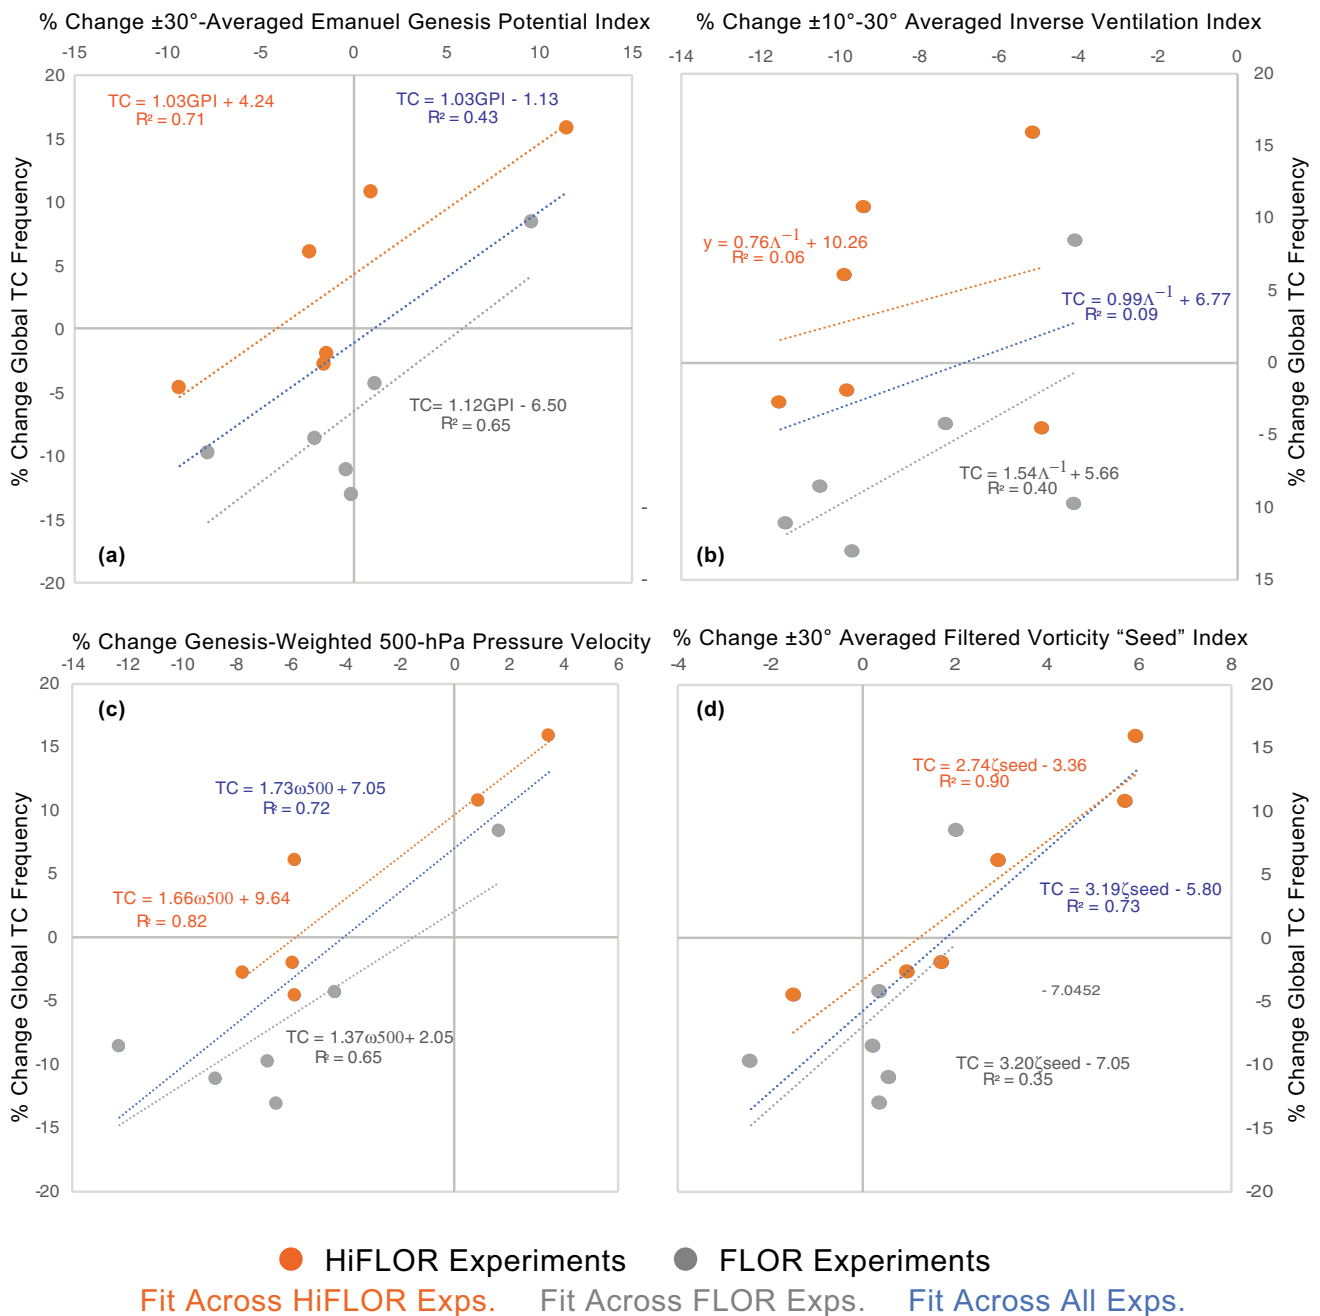 % Change ±30°-Averaged Emanuel Genesis Potential Index
-15 -10 -5 0 5 10 15
20
15
10
5
0
-5
-10
-15
-20
% Change Global TC Frequency
TC = 1.03GPI + 4.24
R² = 0.71
TC = 1.03GPI - 1.13
R² = 0.43
TC= 1.12GPI - 6.50
R² = 0.65
(a)
% Change ±10°-30° Averaged Inverse Ventilation Index
-14 -12 -10 -8 -6 -4 -2 0
20
15
10
5
0
- 5
- 10
- 15
% Change Global TC Frequency
y = 0.76Λ⁻¹ + 10.26
R² = 0.06
TC = 0.99Λ⁻¹ + 6.77
R² = 0.09
TC = 1.54Λ⁻¹ + 5.66
R² = 0.40
(b)
% Change Genesis-Weighted 500-hPa Pressure Velocity
-14 -12 -10 -8 -6 -4 -2 0 2 4 6
20
15
10
5
0
-5
-10
-15
-20
% Change Global TC Frequency
(c)
TC = 1.73ω500 + 7.05
R² = 0.72
TC = 1.66ω500 + 9.64
R² = 0.82
TC = 1.37ω500+ 2.05
R² = 0.65
% Change ±30° Averaged Filtered Vorticity “Seed” Index
-4 -2 0 2 4 6 8
20
15
10
5
0
-5
-10
-15
-20
% Change Global TC Frequency
(d)
TC = 2.74ζseed - 3.36
R² = 0.90
TC = 3.19ζseed - 5.80
R² = 0.73
- 7.0452
TC = 3.20ζseed - 7.05
R² = 0.35
HiFLOR Experiments FLOR Experiments
Fit Across HiFLOR Exps. Fit Across FLOR Exps. Fit Across All Exps.